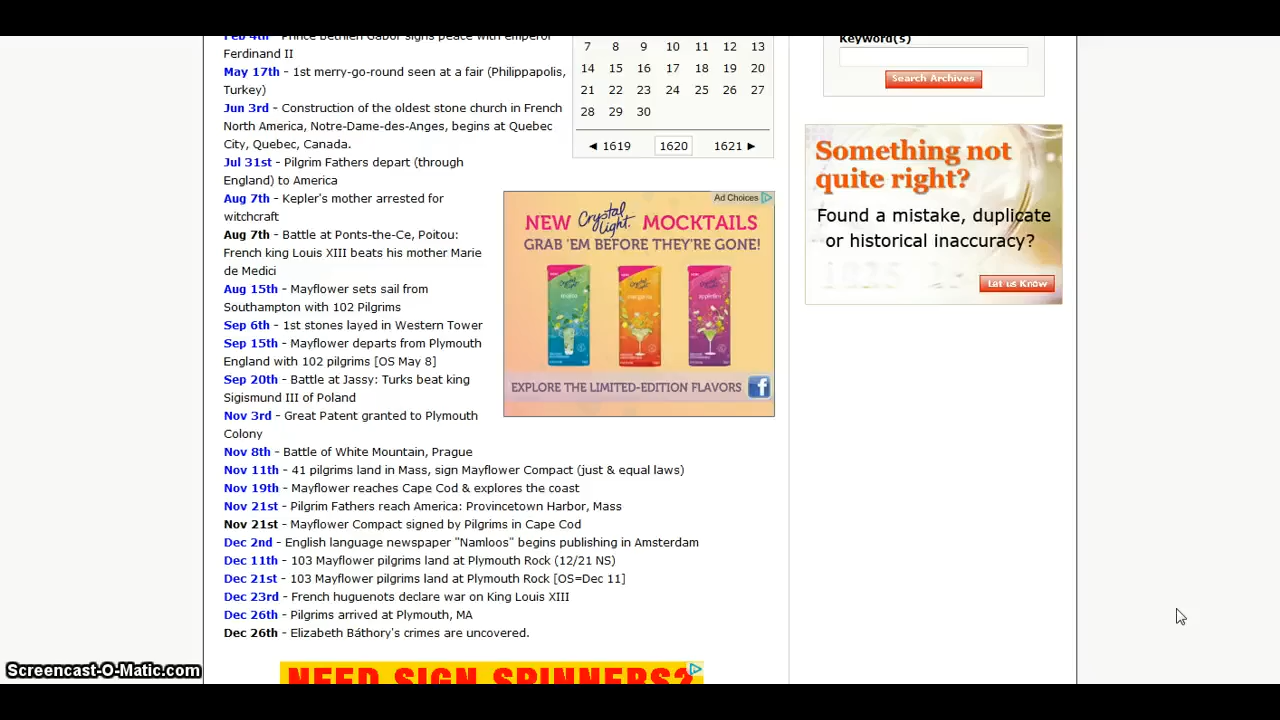 Feb 4th - Prince Bethlen Gabor signs peace with emperor
Ferdinand II
May 17th - 1st merry-go-round seen at a fair (Philippapolis,
Turkey)
Jun 3rd - Construction of the oldest stone church in French
North America, Notre-Dame-des-Anges, begins at Quebec
City, Quebec, Canada.
Jul 31st - Pilgrim Fathers depart (through
England) to America
Aug 7th - Kepler's mother arrested for
witchcraft
Aug 7th - Battle at Ponts-the-Ce, Poitou:
French king Louis XIII beats his mother Marie
de Medici
Aug 15th - Mayflower sets sail from
Southampton with 102 Pilgrims
Sep 6th - 1st stones layed in Western Tower
Sep 15th - Mayflower departs from Plymouth
England with 102 pilgrims [OS May 8]
Sep 20th - Battle at Jassy: Turks beat king
Sigismund III of Poland
Nov 3rd - Great Patent granted to Plymouth
Colony
Nov 8th - Battle of White Mountain, Prague
Nov 11th - 41 pilgrims land in Mass, sign Mayflower Compact (just & equal laws)
Nov 19th - Mayflower reaches Cape Cod & explores the coast
Nov 21st - Pilgrim Fathers reach America: Provincetown Harbor, Mass
Nov 21st - Mayflower Compact signed by Pilgrims in Cape Cod
Dec 2nd - English language newspaper "Namloos" begins publishing in Amsterdam
Dec 11th - 103 Mayflower pilgrims land at Plymouth Rock (12/21 NS)
Dec 21st - 103 Mayflower pilgrims land at Plymouth Rock [OS=Dec 11]
Dec 23rd - French huguenots declare war on King Louis XIII
Dec 26th - Pilgrims arrived at Plymouth, MA
Dec 26th - Elizabeth Báthory's crimes are uncovered.
7 8 9 10 11 12 13
14 15 16 17 18 19 20
21 22 23 24 25 26 27
28 29 30
◄ 1619 1620 1621 ►
Ad Choices
NEW Crystal Light. MOCKTAILS
GRAB 'EM BEFORE THEY'RE GONE!
EXPLORE THE LIMITED-EDITION FLAVORS f
Keyword(s)
Search Archives
Something not
quite right?
Found a mistake, duplicate
or historical inaccuracy?
Let us Know
NEED SIGN SPINNERS?
Screencast-O-Matic.com